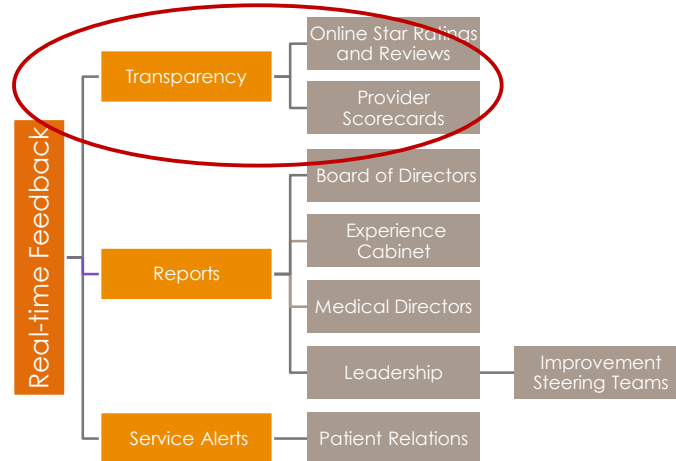 Real-time Feedback
Transparency
Online Star Ratings
and Reviews
Provider
Scorecards
Reports
Board of Directors
Experience
Cabinet
Medical Directors
Leadership
Improvement
Steering Teams
Service Alerts
Patient Relations